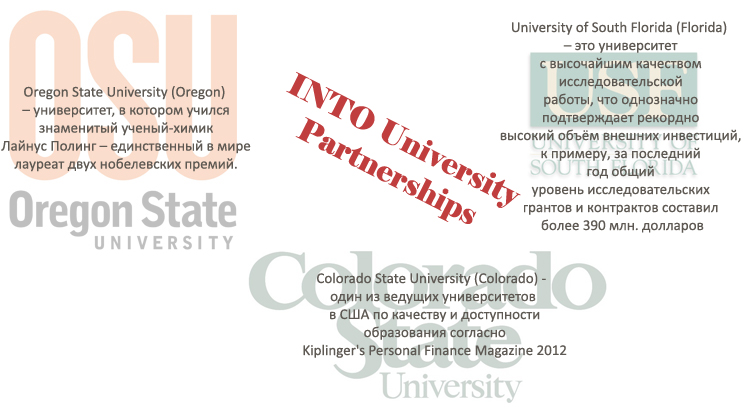 OSU
Oregon State University (Oregon)
– университет, в котором учился
знаменитый ученый-химик
Лайнус Полинг – единственный в мире
лауреат двух нобелевских премий.
Oregon State
UNIVERSITY
INTO University
Partnerships
University of South Florida (Florida)
– это университет
с высочайшим качеством
исследовательской
работы, что однозначно
подтверждает рекордно
высокий объём внешних инвестиций,
к примеру, за последний
год общий
уровень исследовательских
грантов и контрактов составил
более 390 млн. долларов
USF
UNIVERSITY OF
SOUTH FLORIDA
Colorado State University (Colorado) -
один из ведущих университетов
в США по качеству и доступности
образования согласно
Kiplinger's Personal Finance Magazine 2012
Colorado
State
University